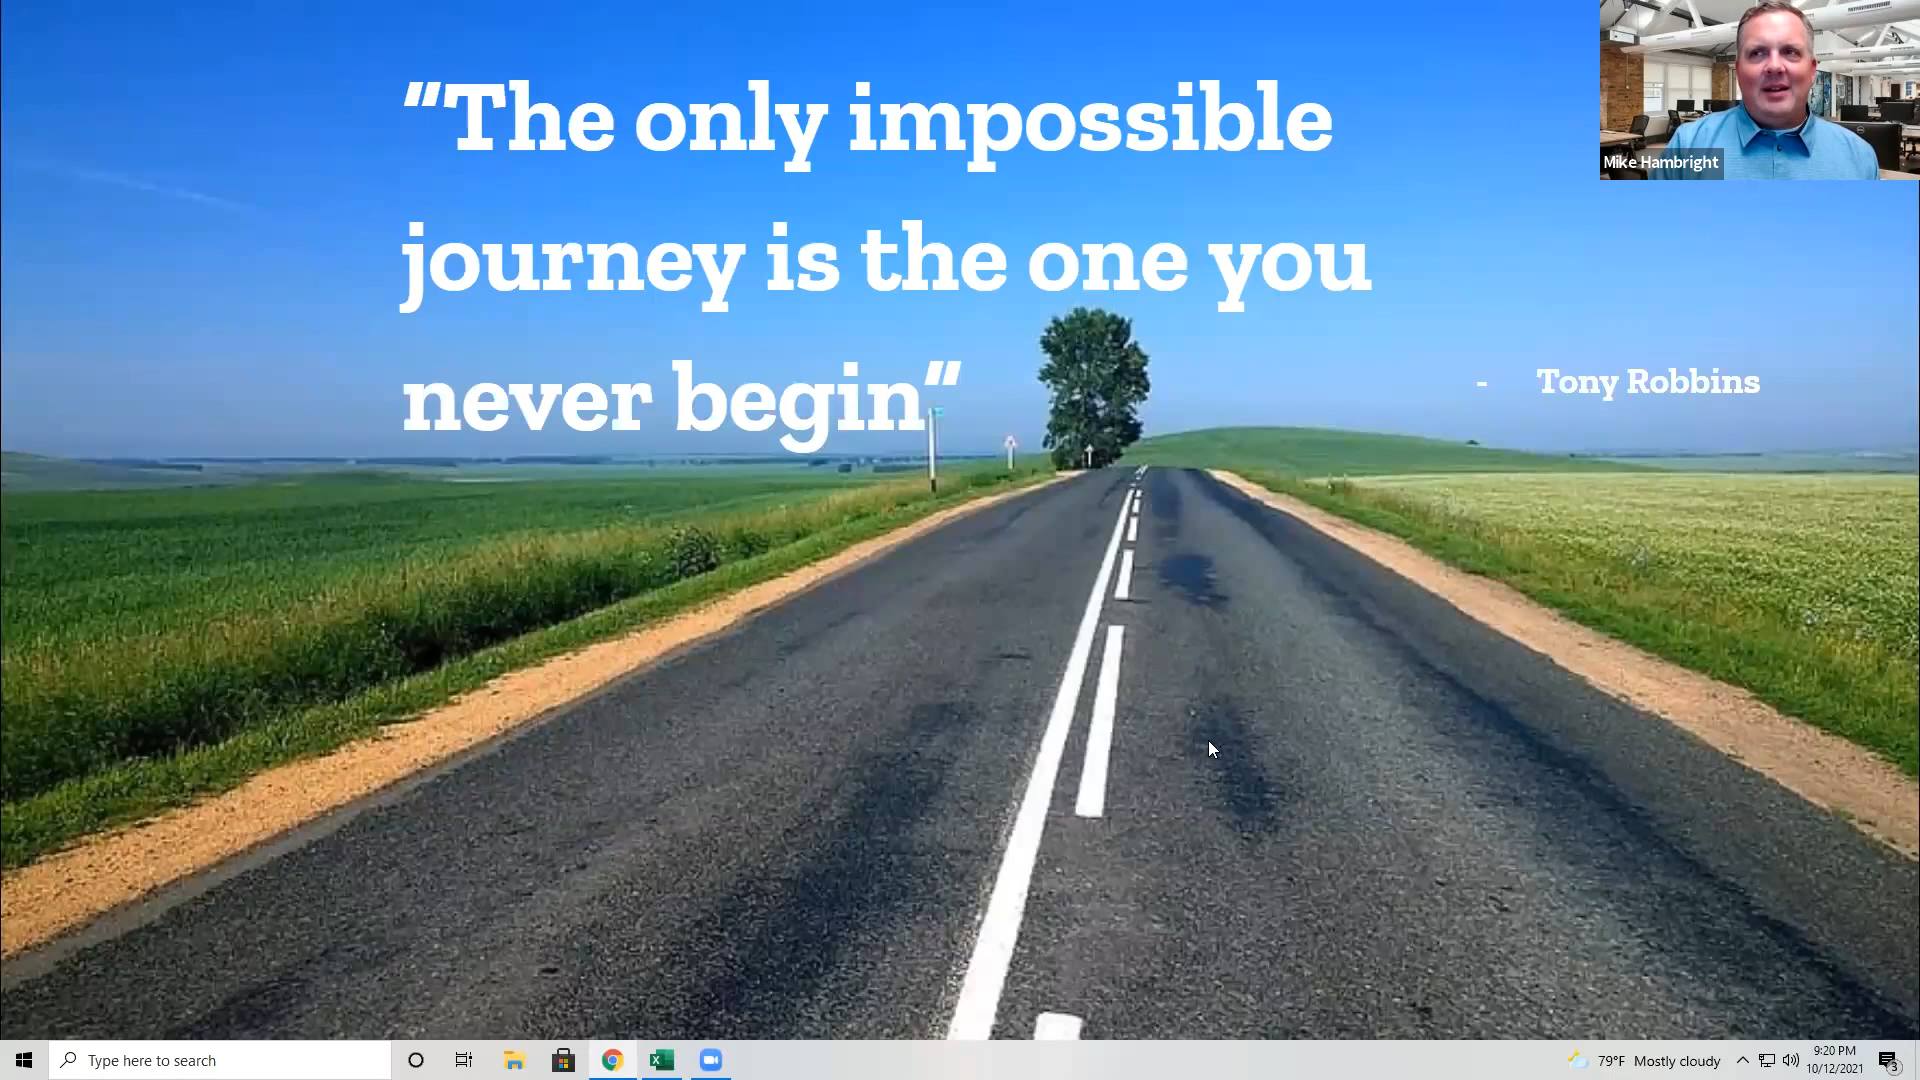 “The only impossible
journey is the one you
never begin”
- Tony Robbins
Mike Hambright
Type here to search
79°F Mostly cloudy
9:20 PM
10/12/2021
3